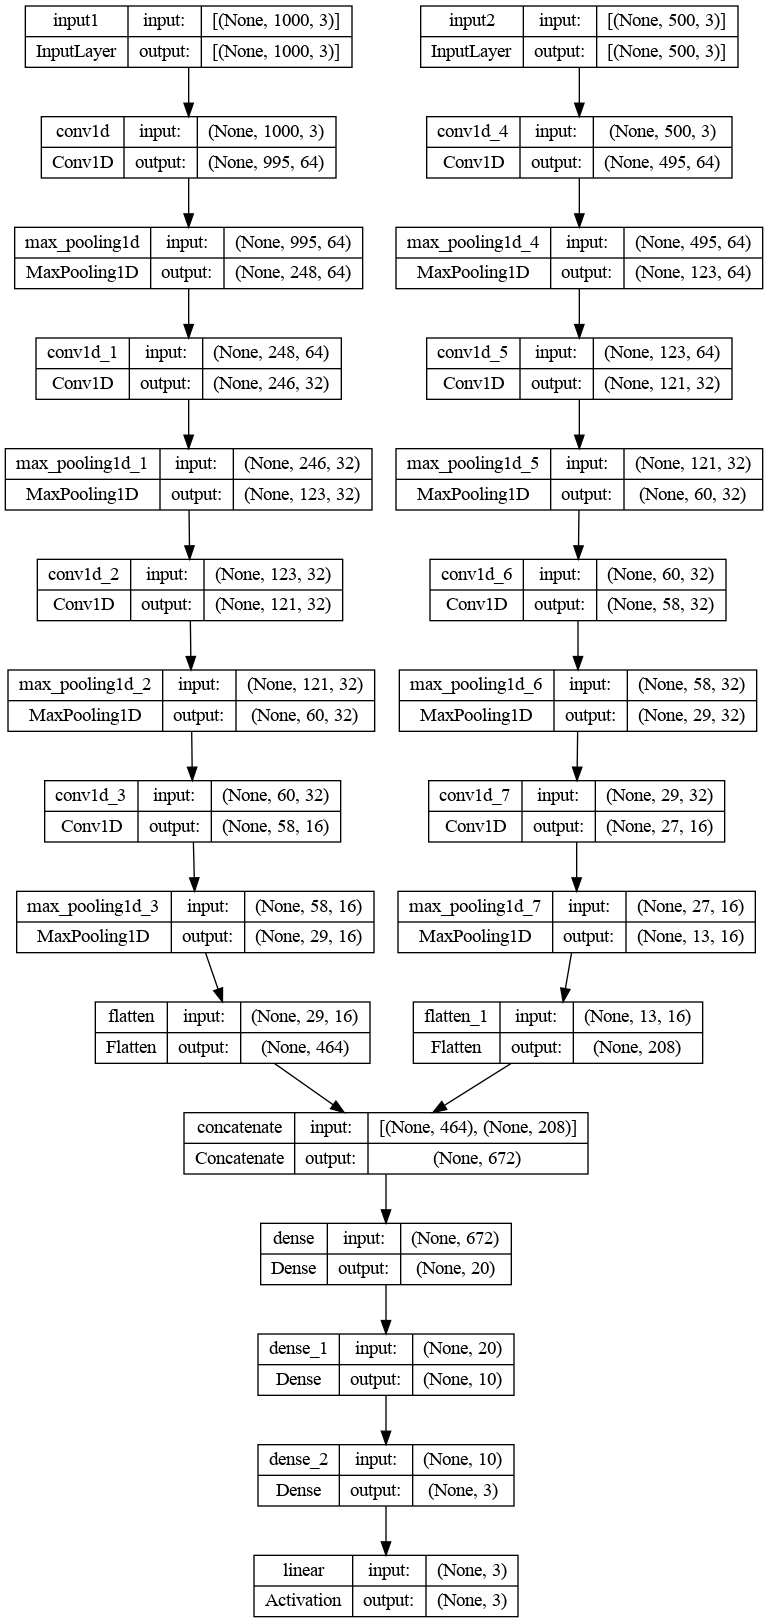 input1 input: [(None, 1000, 3)]
InputLayer output: [(None, 1000, 3)]
input2 input: [(None, 500, 3)]
InputLayer output: [(None, 500, 3)]
conv1d input: (None, 1000, 3)
Conv1D output: (None, 995, 64)
conv1d_4 input: (None, 500, 3)
Conv1D output: (None, 495, 64)
max_pooling1d input: (None, 995, 64)
MaxPooling1D output: (None, 248, 64)
max_pooling1d_4 input: (None, 495, 64)
MaxPooling1D output: (None, 123, 64)
conv1d_1 input: (None, 248, 64)
Conv1D output: (None, 246, 32)
conv1d_5 input: (None, 123, 64)
Conv1D output: (None, 121, 32)
max_pooling1d_1 input: (None, 246, 32)
MaxPooling1D output: (None, 123, 32)
max_pooling1d_5 input: (None, 121, 32)
MaxPooling1D output: (None, 60, 32)
conv1d_2 input: (None, 123, 32)
Conv1D output: (None, 121, 32)
conv1d_6 input: (None, 60, 32)
Conv1D output: (None, 58, 32)
max_pooling1d_2 input: (None, 121, 32)
MaxPooling1D output: (None, 60, 32)
max_pooling1d_6 input: (None, 58, 32)
MaxPooling1D output: (None, 29, 32)
conv1d_3 input: (None, 60, 32)
Conv1D output: (None, 58, 16)
conv1d_7 input: (None, 29, 32)
Conv1D output: (None, 27, 16)
max_pooling1d_3 input: (None, 58, 16)
MaxPooling1D output: (None, 29, 16)
max_pooling1d_7 input: (None, 27, 16)
MaxPooling1D output: (None, 13, 16)
flatten input: (None, 29, 16)
Flatten output: (None, 464)
flatten_1 input: (None, 13, 16)
Flatten output: (None, 208)
concatenate input: [(None, 464), (None, 208)]
Concatenate output: (None, 672)
dense input: (None, 672)
Dense output: (None, 20)
dense_1 input: (None, 20)
Dense output: (None, 10)
dense_2 input: (None, 10)
Dense output: (None, 3)
linear input: (None, 3)
Activation output: (None, 3)